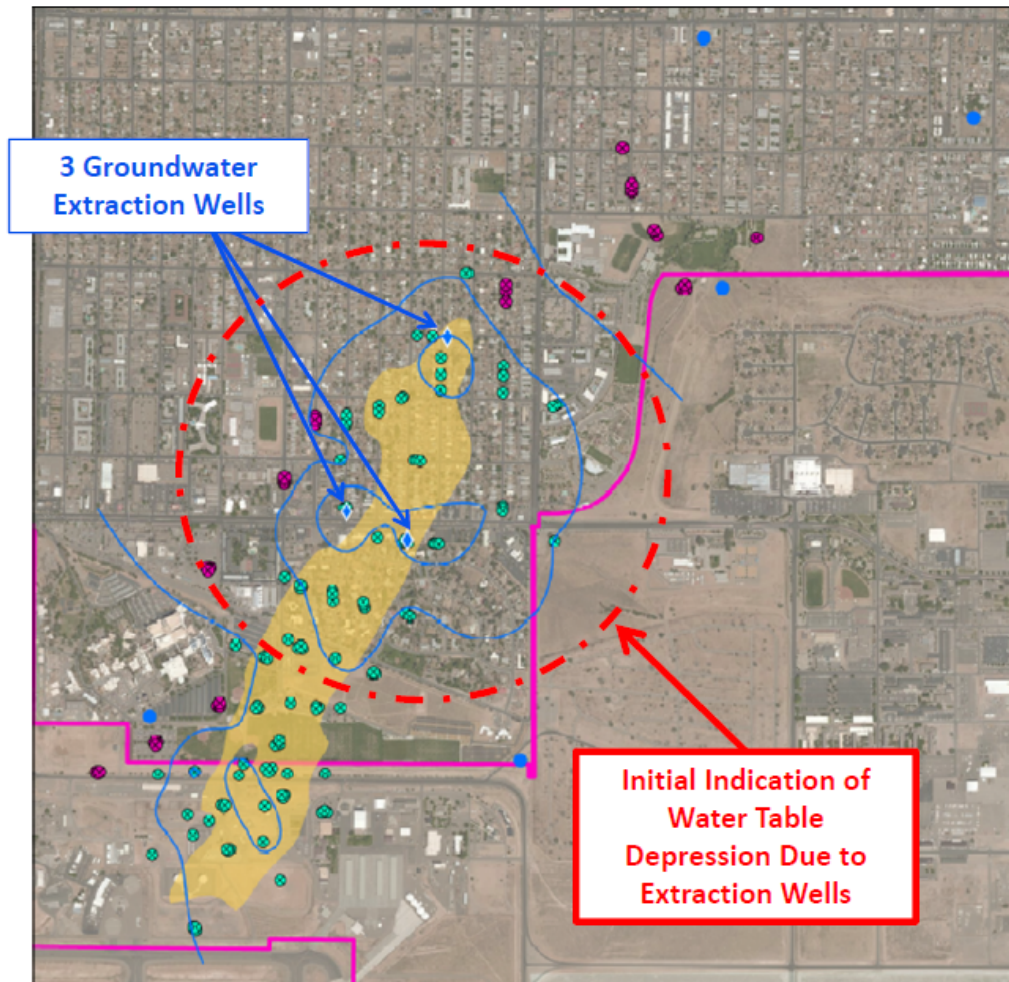 3 Groundwater
Extraction Wells
Initial Indication of
Water Table
Depression Due to
Extraction Wells